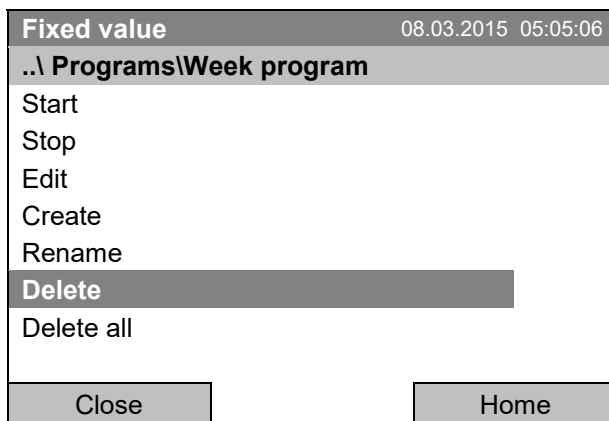 Fixed value 08.03.2015 05:05:06
..\ Programs\Week program
Start
Stop
Edit
Create
Rename
Delete
Delete all
Close Home